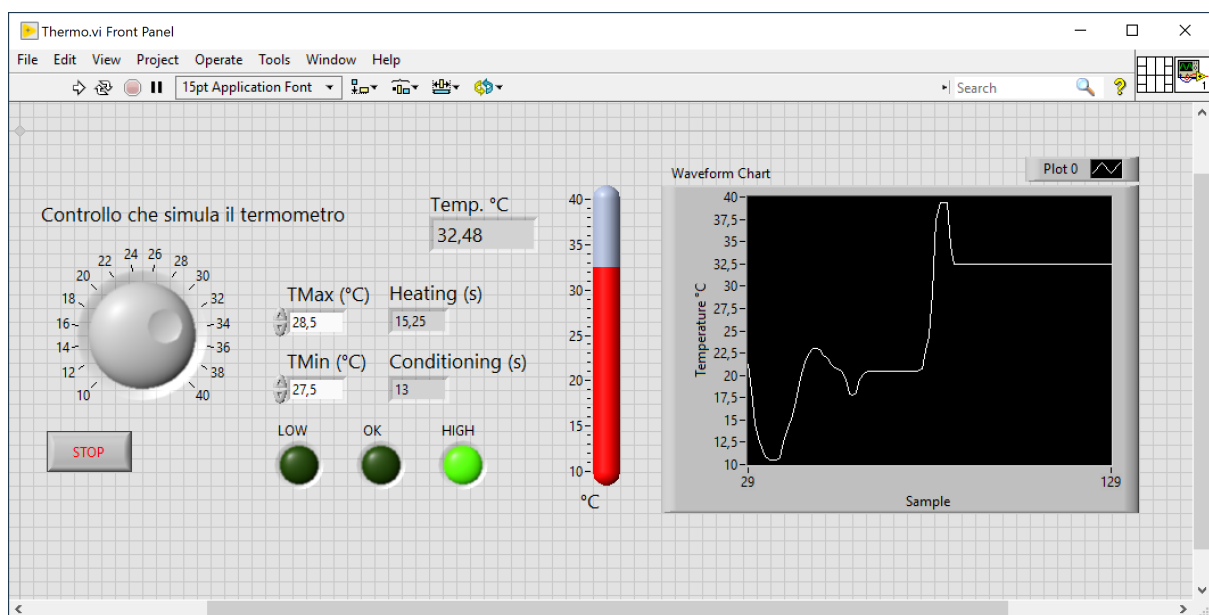 Thermo.vi Front Panel
File Edit View Project Operate Tools Window Help
15pt Application Font
Search
1
Controllo che simula il termometro
10
12
14
16
18
20
22
24
26
28
30
32
34
36
38
40
STOP
TMax (°C)
28,5
Heating (s)
15,25
TMin (°C)
27,5
Conditioning (s)
13
LOW OK HIGH
Temp. °C
32,48
40
35
30
25
20
15
10
°C
Waveform Chart
Plot 0
Temperature °C
40
37,5
35
32,5
30
27,5
25
22,5
20
17,5
15
12,5
10
29 129
Sample